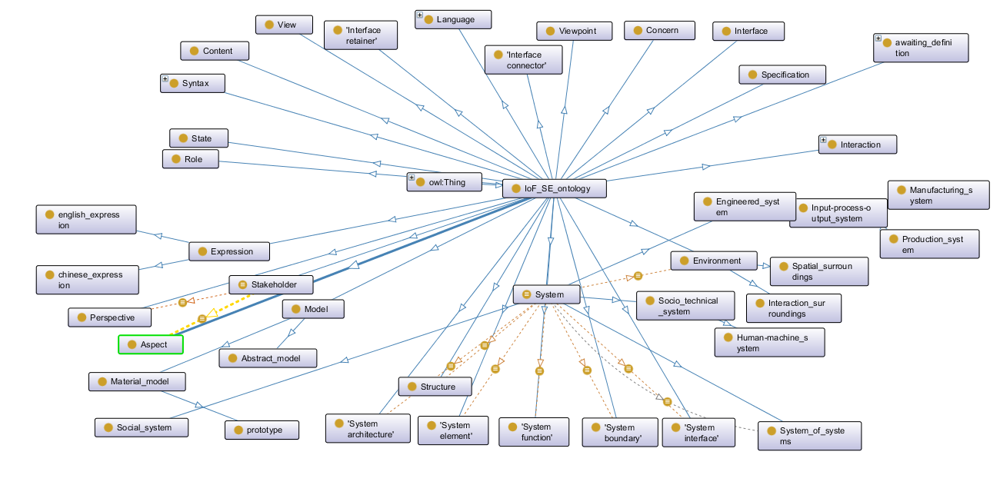 View
'Interface
retainer'
Language
Viewpoint
Concern
Interface
awaiting_defini
tion
Content
'Interface
connector'
Syntax
Specification
State
Role
Interaction
owl:Thing
IoF_SE_ontology
Engineered_syst
em
Input-process-o
utput_system
Manufacturing_s
ystem
Production_syst
em
english_express
ion
Expression
chinese_express
ion
Environment
Spatial_surroun
dings
Stakeholder
System
Socio_technical
_system
Interaction_sur
roundings
Perspective
Model
Human-machine_s
ystem
Aspect
Abstract_model
Material_model
Structure
Social_system
prototype
'System
architecture'
'System
element'
'System
function'
'System
boundary'
'System
interface'
System_of_syste
ms